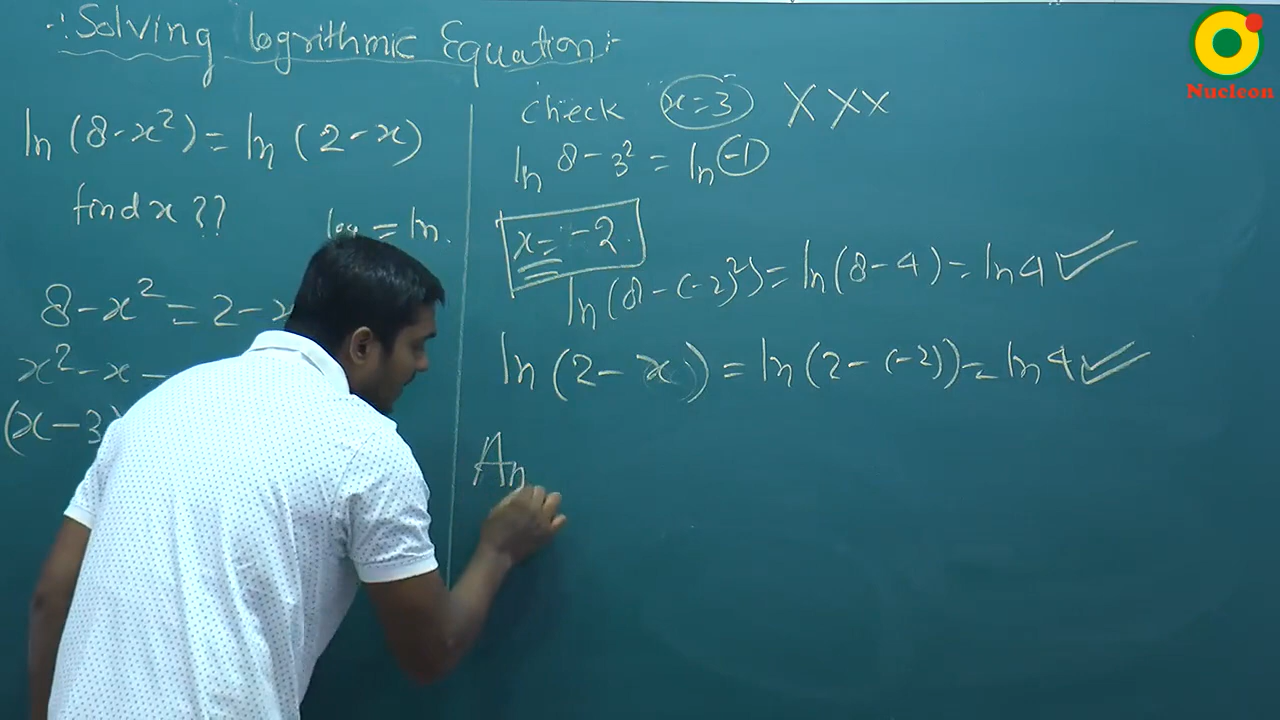 ∴ Solving Logrithmic Equation:-
ln (8-x²) = ln (2-x)
find x ??
log = ln.
8-x² = 2-x
x² - x -
(x-3)
check x=3 X X X
ln 8-3² = ln -1
x = -2.
ln(8-(-2)²) = ln(8-4) = ln4 ✓
ln (2-x) = ln(2-(-2)) = ln4 ✓
An
Nucleon